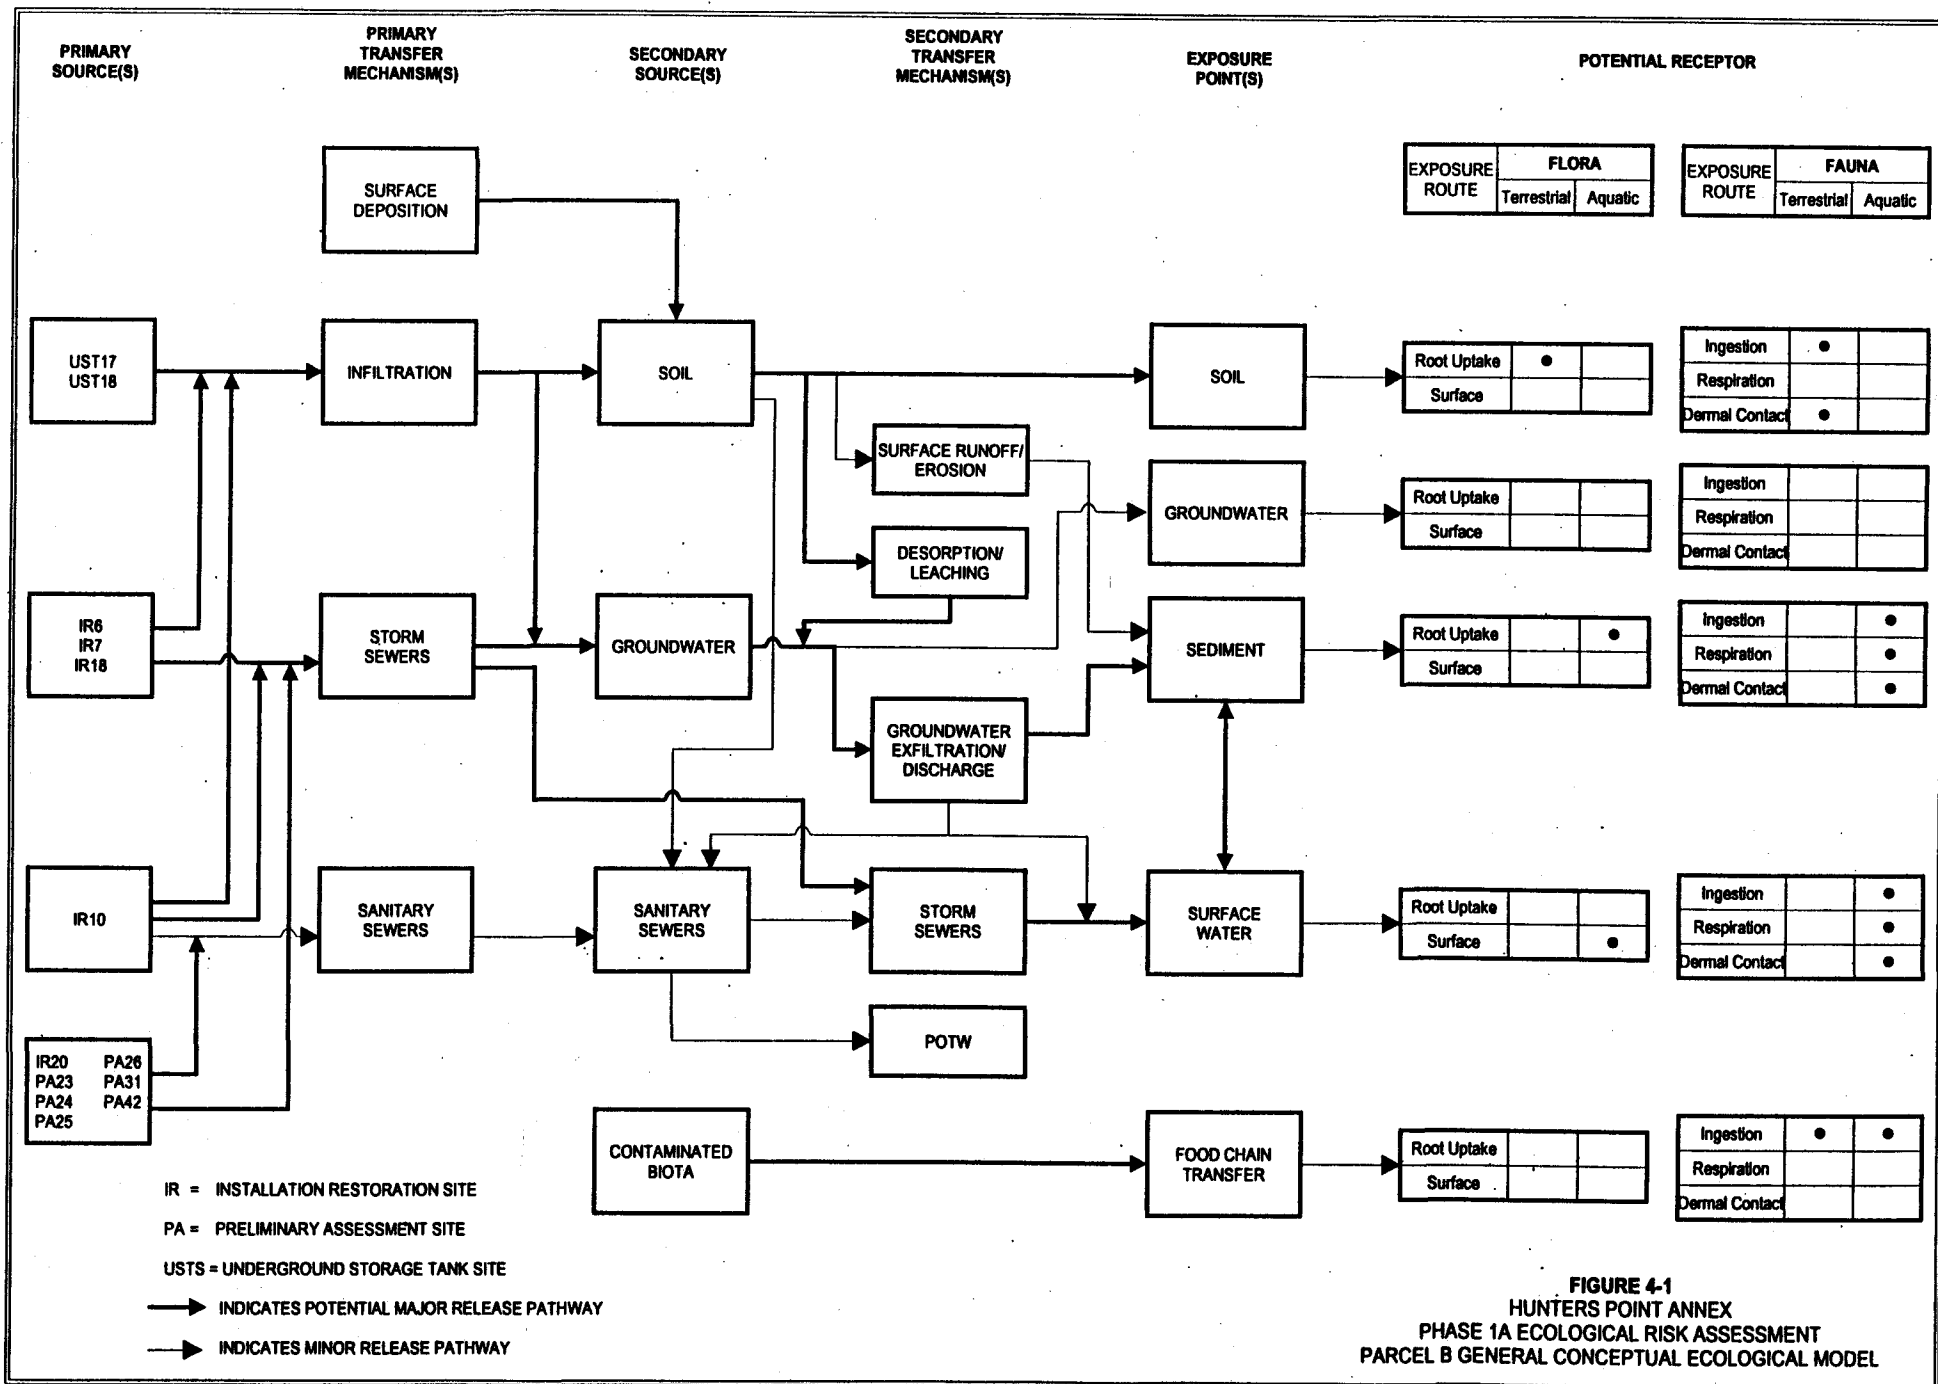 PRIMARY
SOURCE(S)
PRIMARY
TRANSFER
MECHANISM(S)
SECONDARY
SOURCE(S)
SECONDARY
TRANSFER
MECHANISM(S)
EXPOSURE
POINT(S)
POTENTIAL RECEPTOR
SURFACE
DEPOSITION
EXPOSURE
ROUTE
FLORA
Terrestrial
Aquatic
EXPOSURE
ROUTE
FAUNA
Terrestrial
Aquatic
UST17
UST18
INFILTRATION
SOIL
SOIL
Root Uptake
Surface
Ingestion
Respiration
Dermal Contact
SURFACE RUNOFF/
EROSION
GROUNDWATER
Root Uptake
Surface
Ingestion
Respiration
Dermal Contact
DESORPTION/
LEACHING
IR6
IR7
IR18
STORM
SEWERS
GROUNDWATER
SEDIMENT
Root Uptake
Surface
Ingestion
Respiration
Dermal Contact
GROUNDWATER
EXFILTRATION/
DISCHARGE
IR10
SANITARY
SEWERS
SANITARY
SEWERS
STORM
SEWERS
SURFACE
WATER
Root Uptake
Surface
Ingestion
Respiration
Dermal Contact
POTW
IR20 PA26
PA23 PA31
PA24 PA42
PA25
CONTAMINATED
BIOTA
FOOD CHAIN
TRANSFER
Root Uptake
Surface
Ingestion
Respiration
Dermal Contact
IR = INSTALLATION RESTORATION SITE
PA = PRELIMINARY ASSESSMENT SITE
USTS = UNDERGROUND STORAGE TANK SITE
INDICATES POTENTIAL MAJOR RELEASE PATHWAY
INDICATES MINOR RELEASE PATHWAY
FIGURE 4-1
HUNTERS POINT ANNEX
PHASE 1A ECOLOGICAL RISK ASSESSMENT
PARCEL B GENERAL CONCEPTUAL ECOLOGICAL MODEL